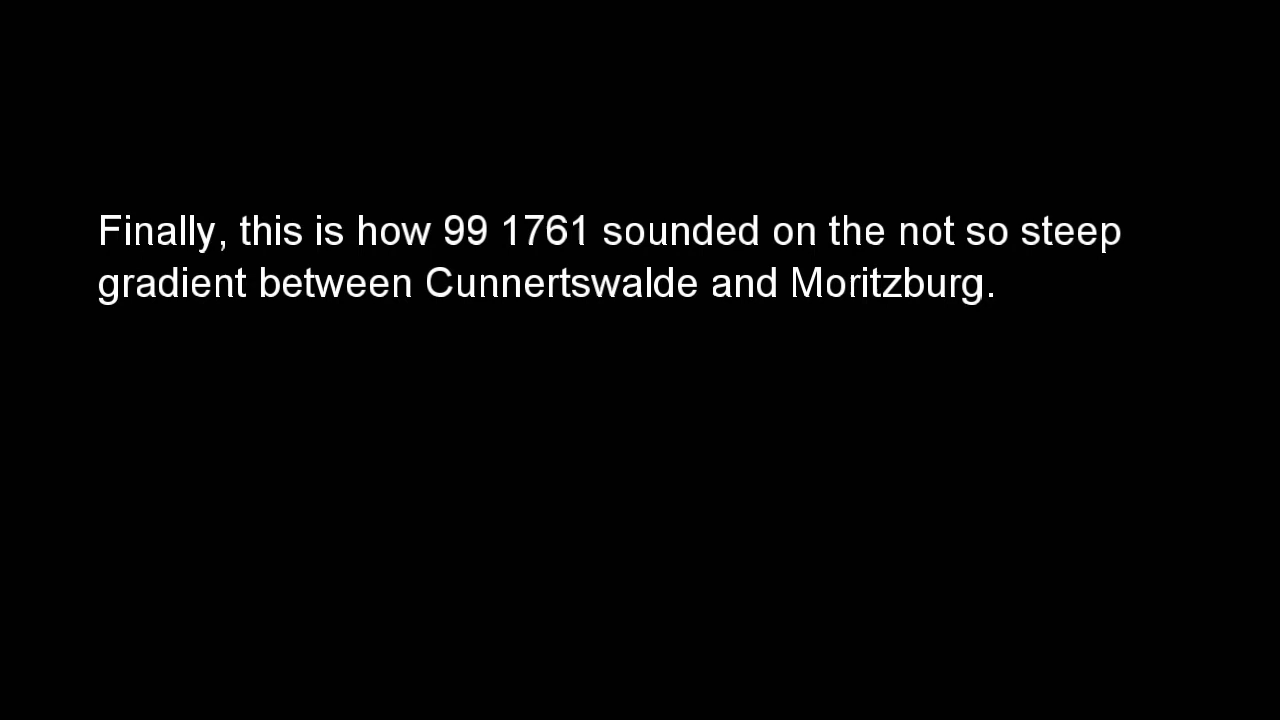 Finally, this is how 99 1761 sounded on the not so steep
gradient between Cunnertswalde and Moritzburg.